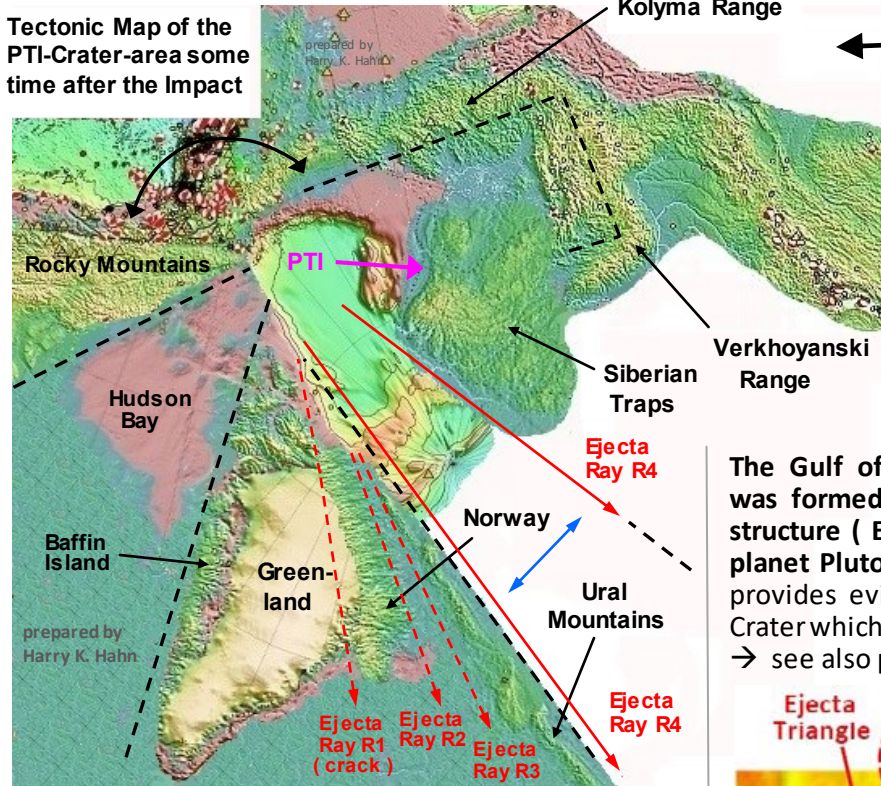 Tectonic Map of the
PTI-Crater-area some
time after the Impact
prepared by
Harry K. Hahn
Kolyma Range
Rocky Mountains
PTI
Hudson
Bay
Siberian
Traps
Verkhoyanski
Range
Ejecta
Ray R4
Baffin
Island
Green-
land
Norway
Ural
Mountains
prepared by
Harry K. Hahn
Ejecta
Ray R1
( crack )
Ejecta
Ray R2
Ejecta
Ray R3
Ejecta
Ray R4
The Gulf of
was formed
structure ( E
planet Pluto
provides evi
Crater which
→ see also p
Ejecta
Triangle